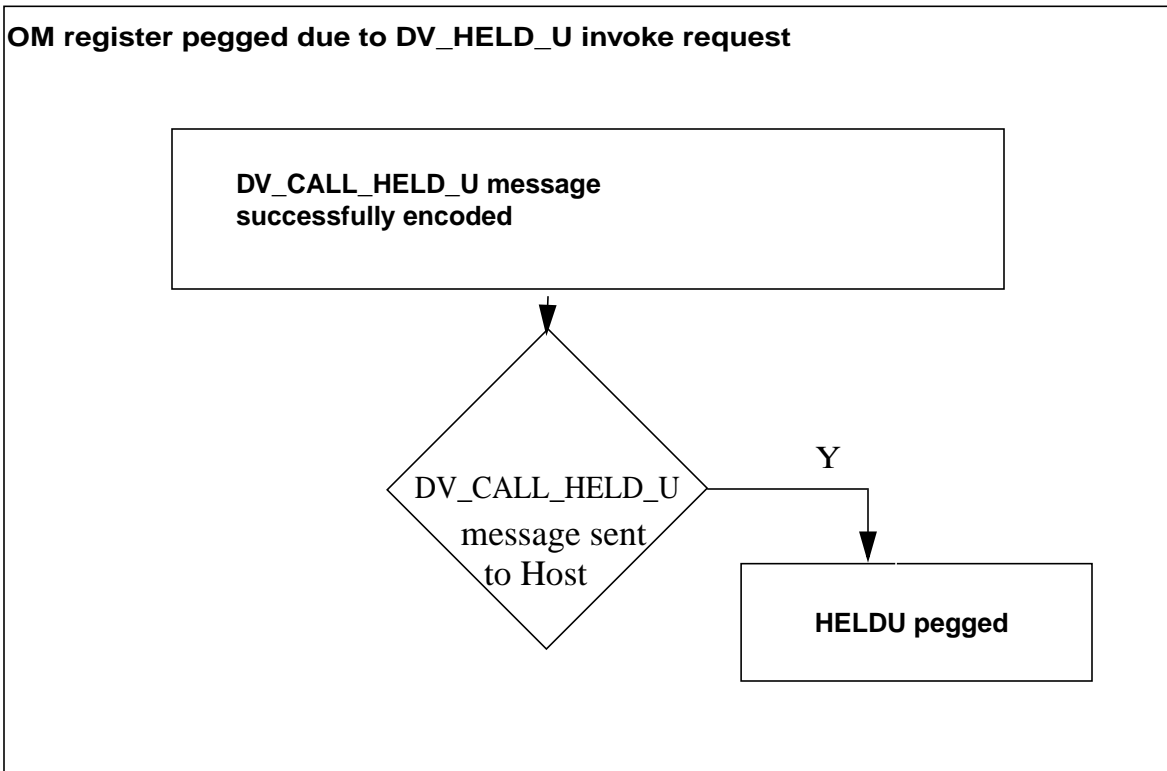 OM register pegged due to DV_HELD_U invoke request
DV_CALL_HELD_U message
successfully encoded
DV_CALL_HELD_U
message sent
to Host
Y
HELDU pegged